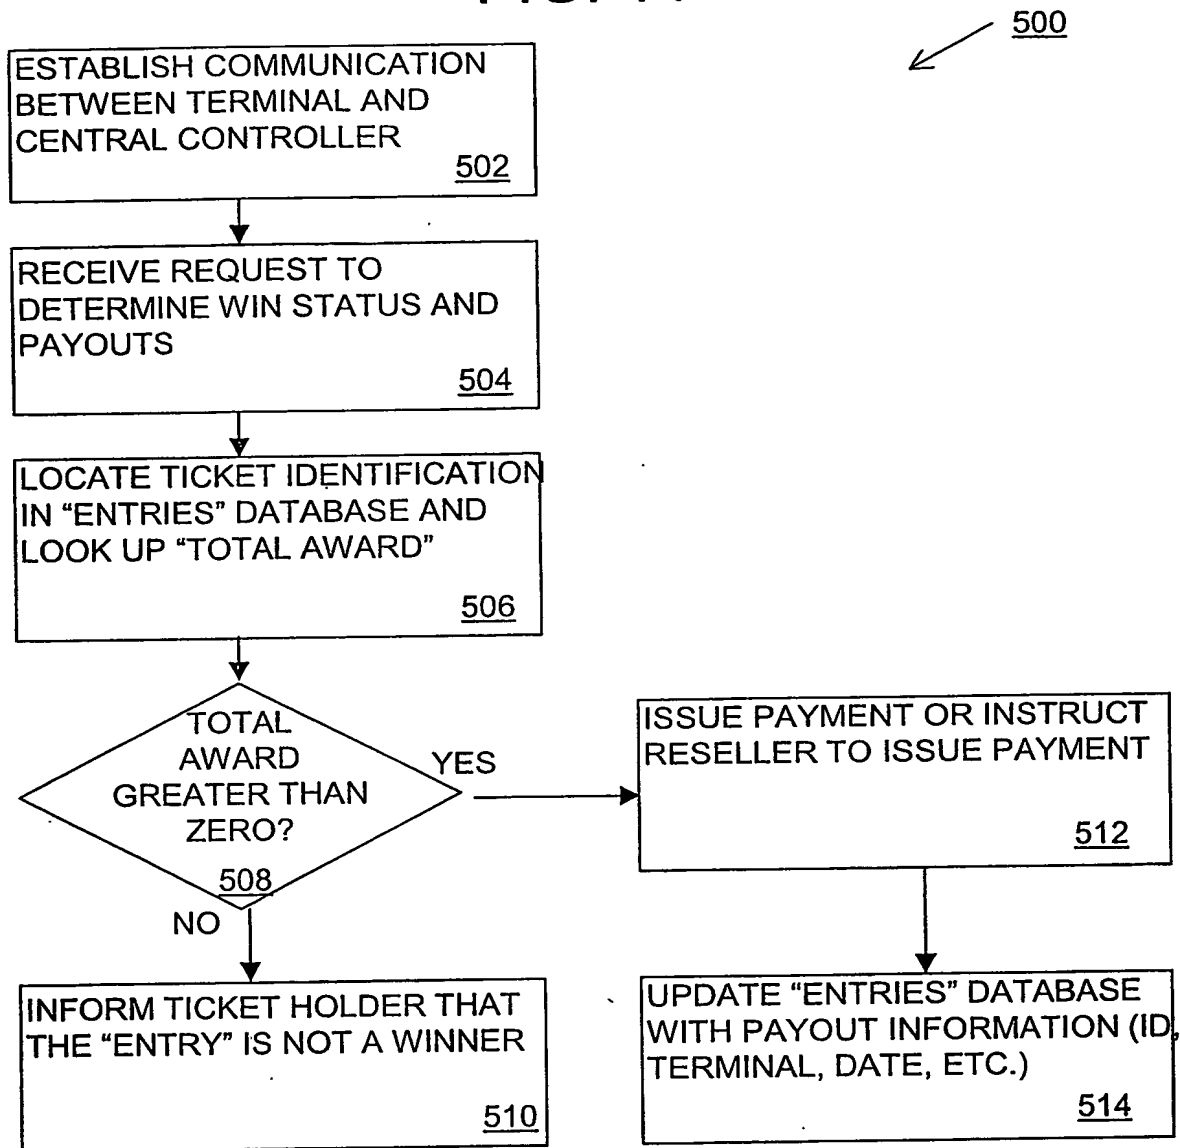 500
ESTABLISH COMMUNICATION
BETWEEN TERMINAL AND
CENTRAL CONTROLLER
502
RECEIVE REQUEST TO
DETERMINE WIN STATUS AND
PAYOUTS
504
LOCATE TICKET IDENTIFICATION
IN “ENTRIES” DATABASE AND
LOOK UP “TOTAL AWARD”
506
TOTAL
AWARD
GREATER THAN
ZERO?
508
YES
NO
ISSUE PAYMENT OR INSTRUCT
RESELLER TO ISSUE PAYMENT
512
INFORM TICKET HOLDER THAT
THE “ENTRY” IS NOT A WINNER
510
UPDATE “ENTRIES” DATABASE
WITH PAYOUT INFORMATION (ID,
TERMINAL, DATE, ETC.)
514